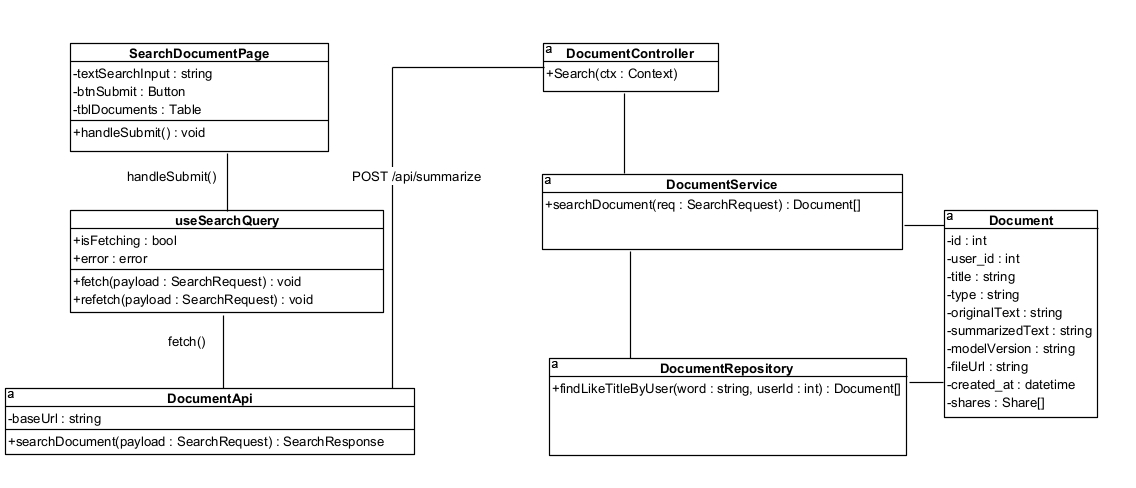 SearchDocumentPage
-textSearchInput : string
-btnSubmit : Button
-tblDocuments : Table
+handleSubmit() : void
handleSubmit()
useSearchQuery
+isFetching : bool
+error : error
+fetch(payload : SearchRequest) : void
+refetch(payload : SearchRequest) : void
fetch()
a
DocumentApi
-baseUrl : string
+searchDocument(payload : SearchRequest) : SearchResponse
POST /api/summarize
a
DocumentController
+Search(ctx : Context)
a
DocumentService
+searchDocument(req : SearchRequest) : Document[]
a
DocumentRepository
+findLikeTitleByUser(word : string, userId : int) : Document[]
a
Document
-id : int
-user_id : int
-title : string
-type : string
-originalText : string
-summarizedText : string
-modelVersion : string
-fileUrl : string
-created_at : datetime
-shares : Share[]